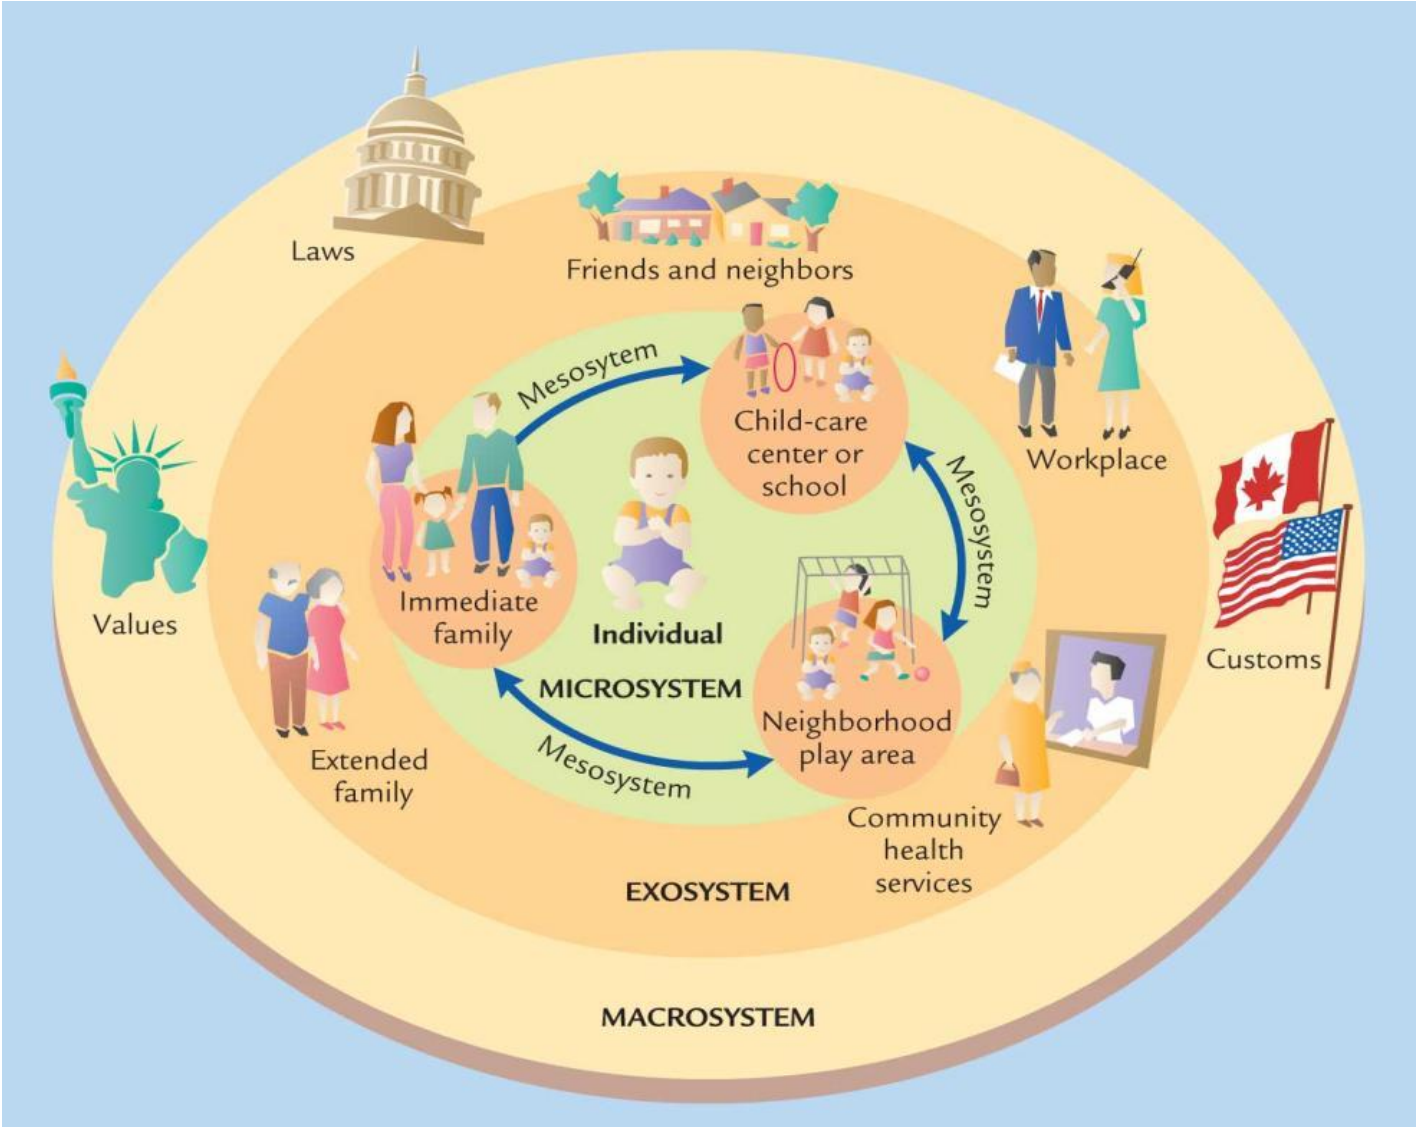 Laws
Friends and neighbors
Mesosytem
Child-care
center or
school
Workplace
Mesosystem
Values
Immediate
family
Individual
Customs
MICROSYSTEM
Neighborhood
play area
Mesosystem
Extended
family
Community
health
services
EXOSYSTEM
MACROSYSTEM